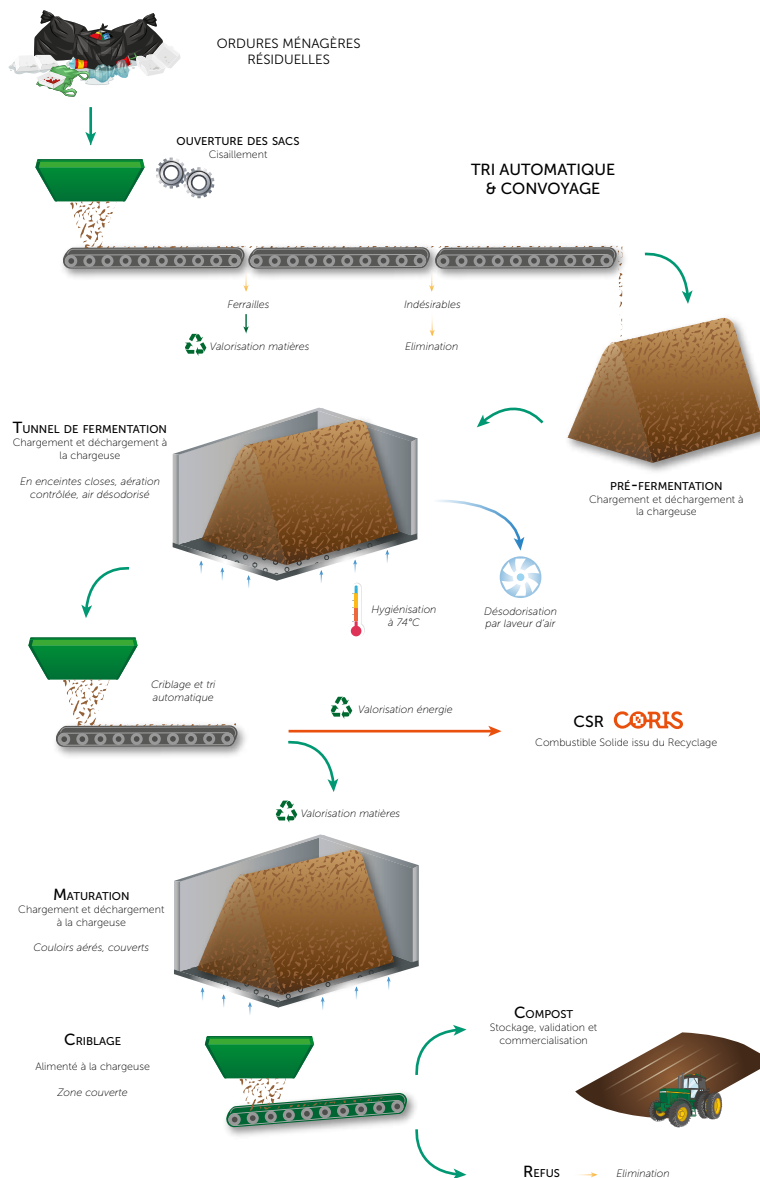 ORDURES MÉNAGÈRES
RÉSIDUELLES
OUVERTURE DES SACS
Cisaillement
TRI AUTOMATIQUE
& CONVOYAGE
Ferrailles
Indésirables
Valorisation matières
Elimination
TUNNEL DE FERMENTATION
Chargement et déchargement à
la chargeuse
En enceintes closes, aération
contrôlée, air désodorisé
PRÉ-FERMENTATION
Chargement et déchargement à
la chargeuse
Hygiénisation
à 74°C
Désodorisation
par laveur d'air
Criblage et tri
automatique
Valorisation énergie
CSR CORIS
Combustible Solide issu du Recyclage
Valorisation matières
MATURATION
Chargement et déchargement
à la chargeuse
Couloirs aérés, couverts
CRIBLAGE
Alimenté à la chargeuse
Zone couverte
COMPOST
Stockage, validation et
commercialisation
REFUS
Elimination